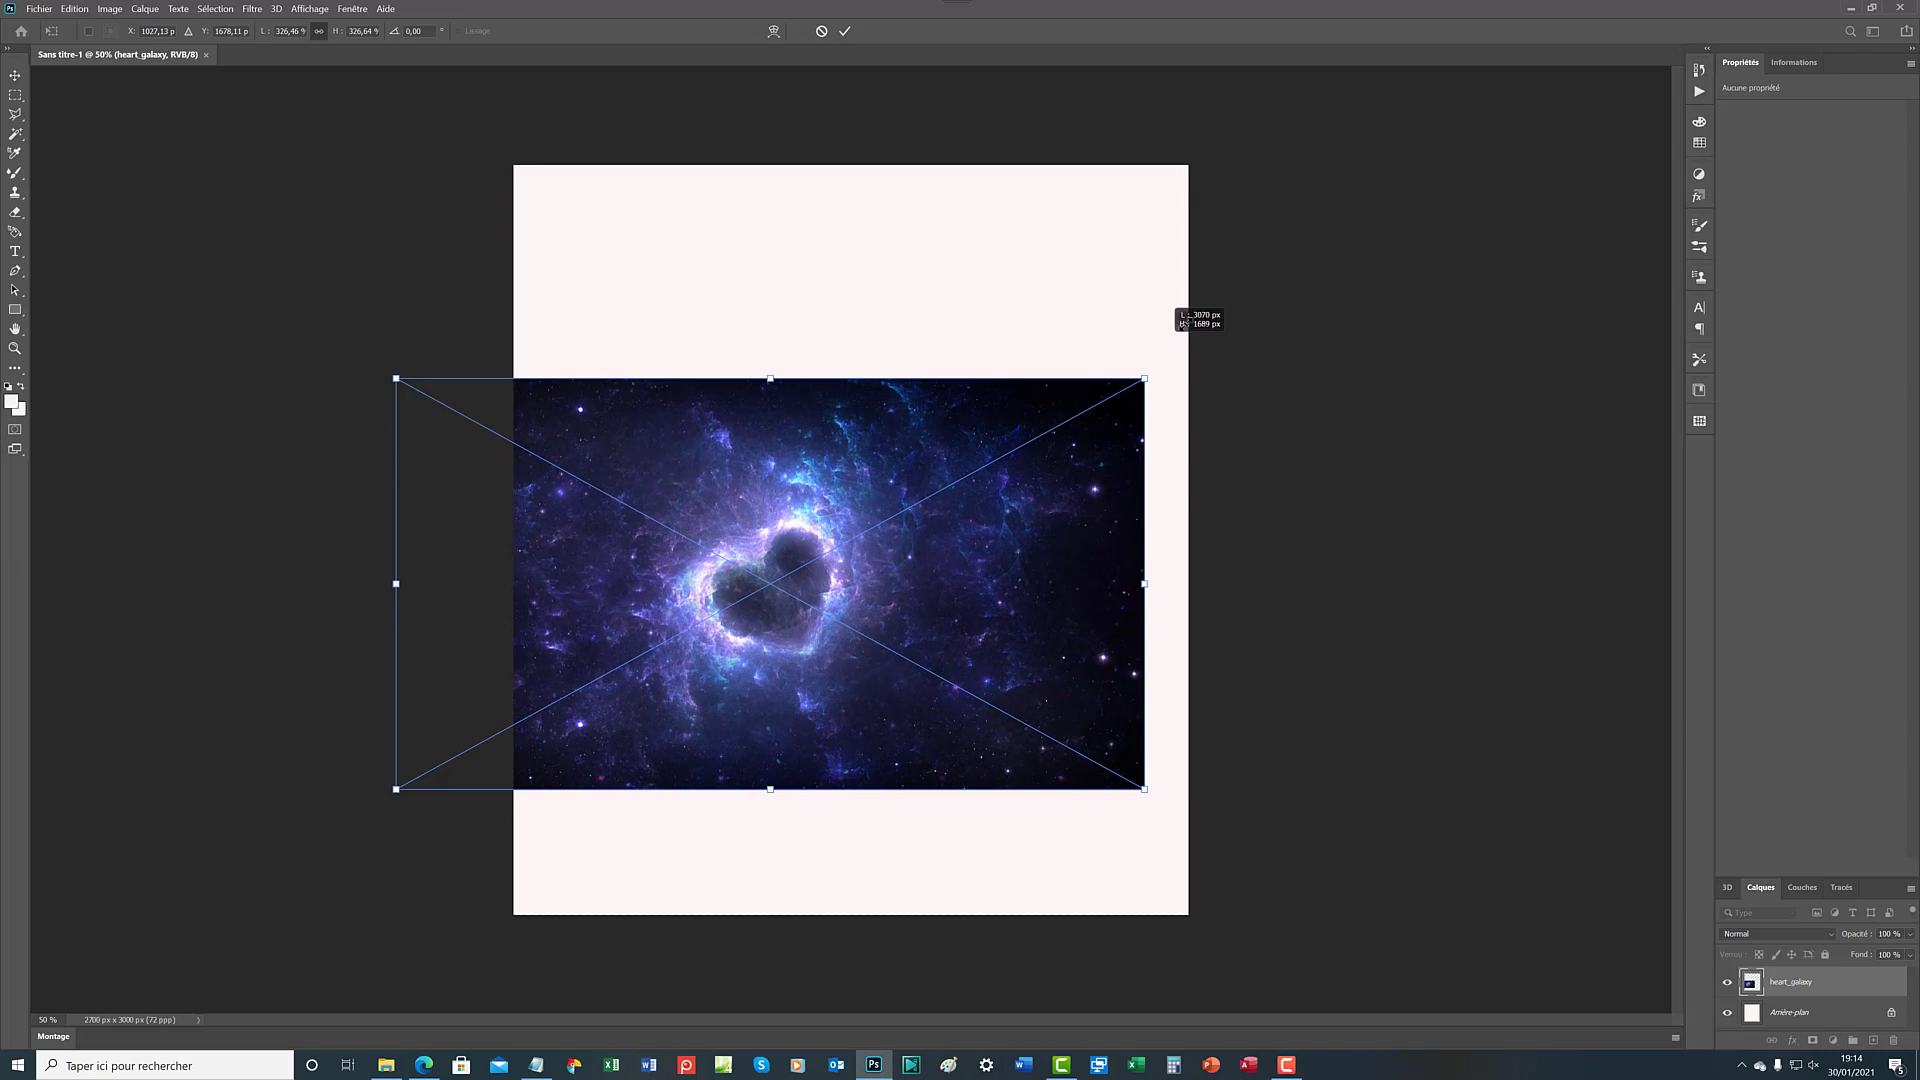 Fichier Edition Image Calque Texte Sélection Filtre 3D Affichage Fenêtre Aide
X: 1027,13 p Y: 1678,11 p L : 326,46 % H : 326,64 % 0,00 ° Lissage
Sans titre-1 @ 50% (heart_galaxy, RVB/8)
Propriétés Informations
Aucune propriété
L : 3070 px
H : 1689 px
3D Calques Couches Tracés
Type
Normal Opacité : 100 %
Verrou : Fond : 100 %
heart_galaxy
Arrière-plan
50 % 2700 px x 3000 px (72 ppp)
Montage
Taper ici pour rechercher
19:14
30/01/2021